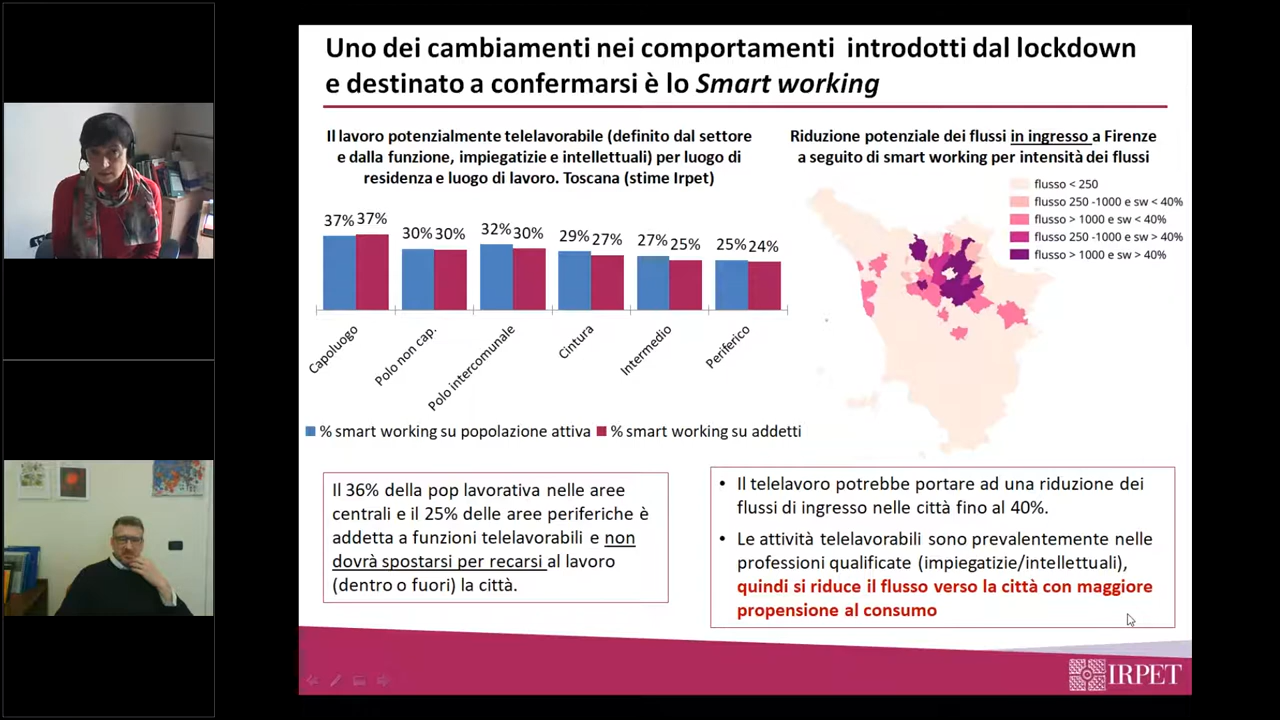 Uno dei cambiamenti nei comportamenti introdotti dal lockdown
e destinato a confermarsi è lo Smart working
Il lavoro potenzialmente telelavorabile (definito dal settore
e dalla funzione, impiegatizie e intellettuali) per luogo di
residenza e luogo di lavoro. Toscana (stime Irpet)
37% 37%
30% 30%
32% 30%
29% 27%
27% 25%
25% 24%
Capoluogo
Polo non cap.
Polo intercomunale
Cintura
Intermedio
Periferico
% smart working su popolazione attiva
% smart working su addetti
Riduzione potenziale dei flussi in ingresso a Firenze
a seguito di smart working per intensità dei flussi
flusso < 250
flusso 250 -1000 e sw < 40%
flusso > 1000 e sw < 40%
flusso 250 -1000 e sw > 40%
flusso > 1000 e sw > 40%
Il 36% della pop lavorativa nelle aree
centrali e il 25% delle aree periferiche è
addetta a funzioni telelavorabili e non
dovrà spostarsi per recarsi al lavoro
(dentro o fuori) la città.
• Il telelavoro potrebbe portare ad una riduzione dei
flussi di ingresso nelle città fino al 40%.
• Le attività telelavorabili sono prevalentemente nelle
professioni qualificate (impiegatizie/intellettuali),
quindi si riduce il flusso verso la città con maggiore
propensione al consumo
IRPET